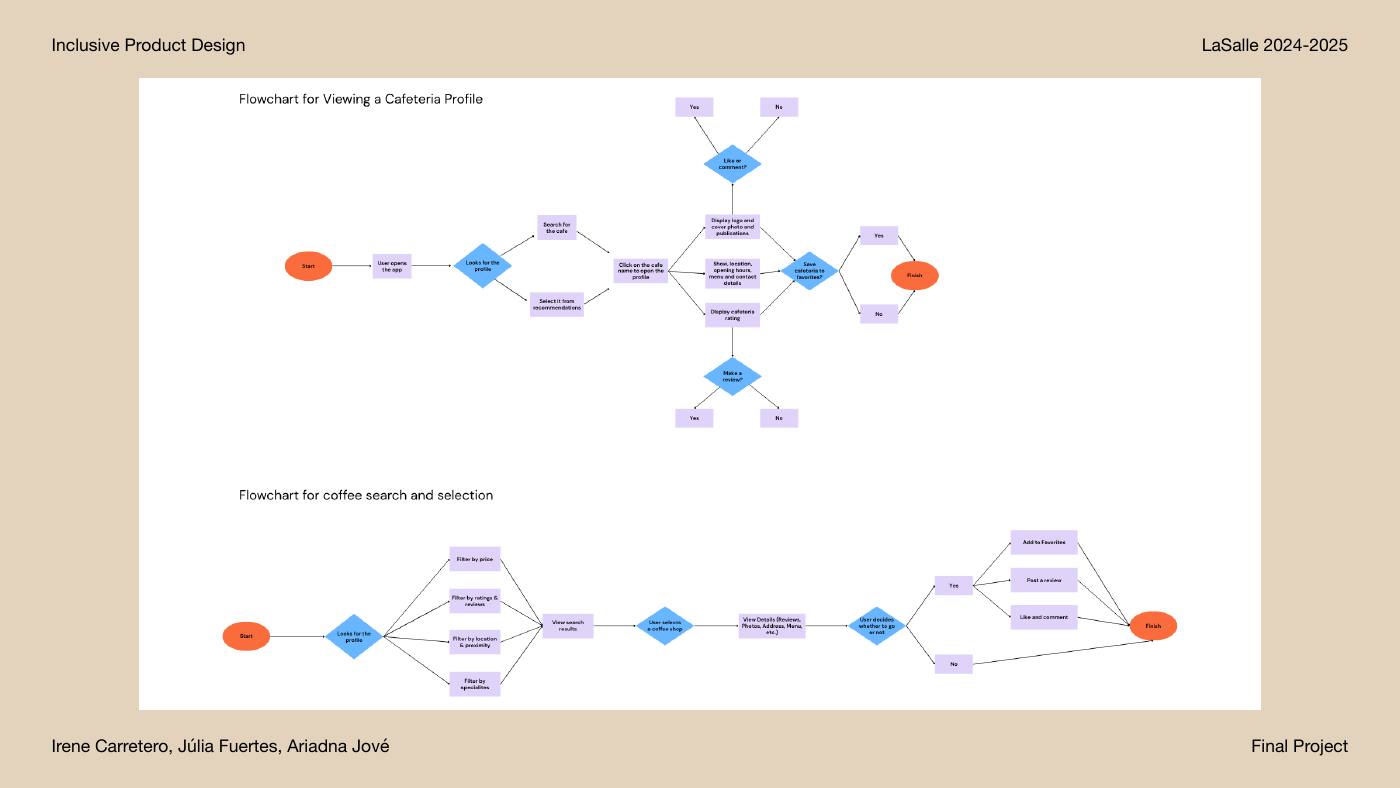 Inclusive Product Design
LaSalle 2024-2025
Flowchart for Viewing a Cafeteria Profile
Yes
No
Like or
comment?
Start
User opens
the app
Looks for the
profile
Search for
the cafe
Select it from
recommendations
Click on the cafe
name to open the
profile
Display logo and
cover photo and
publications
Show, location,
opening hours,
menu and contact
details
Display cafeteria
rating
Save
cafeteria to
favorites?
Yes
No
Finish
Make a
review?
Yes
No
Flowchart for coffee search and selection
Start
Looks for the
profile
Filter by price
Filter by ratings &
reviews
Filter by location
& proximity
Filter by
specialites
View search
results
User selects
a coffee shop
View Details (Reviews,
Photos, Address, Menu,
etc.)
User decides
whether to go
or not
Yes
No
Add to Favorites
Post a review
Like and comment
Finish
Irene Carretero, Júlia Fuertes, Ariadna Jové
Final Project